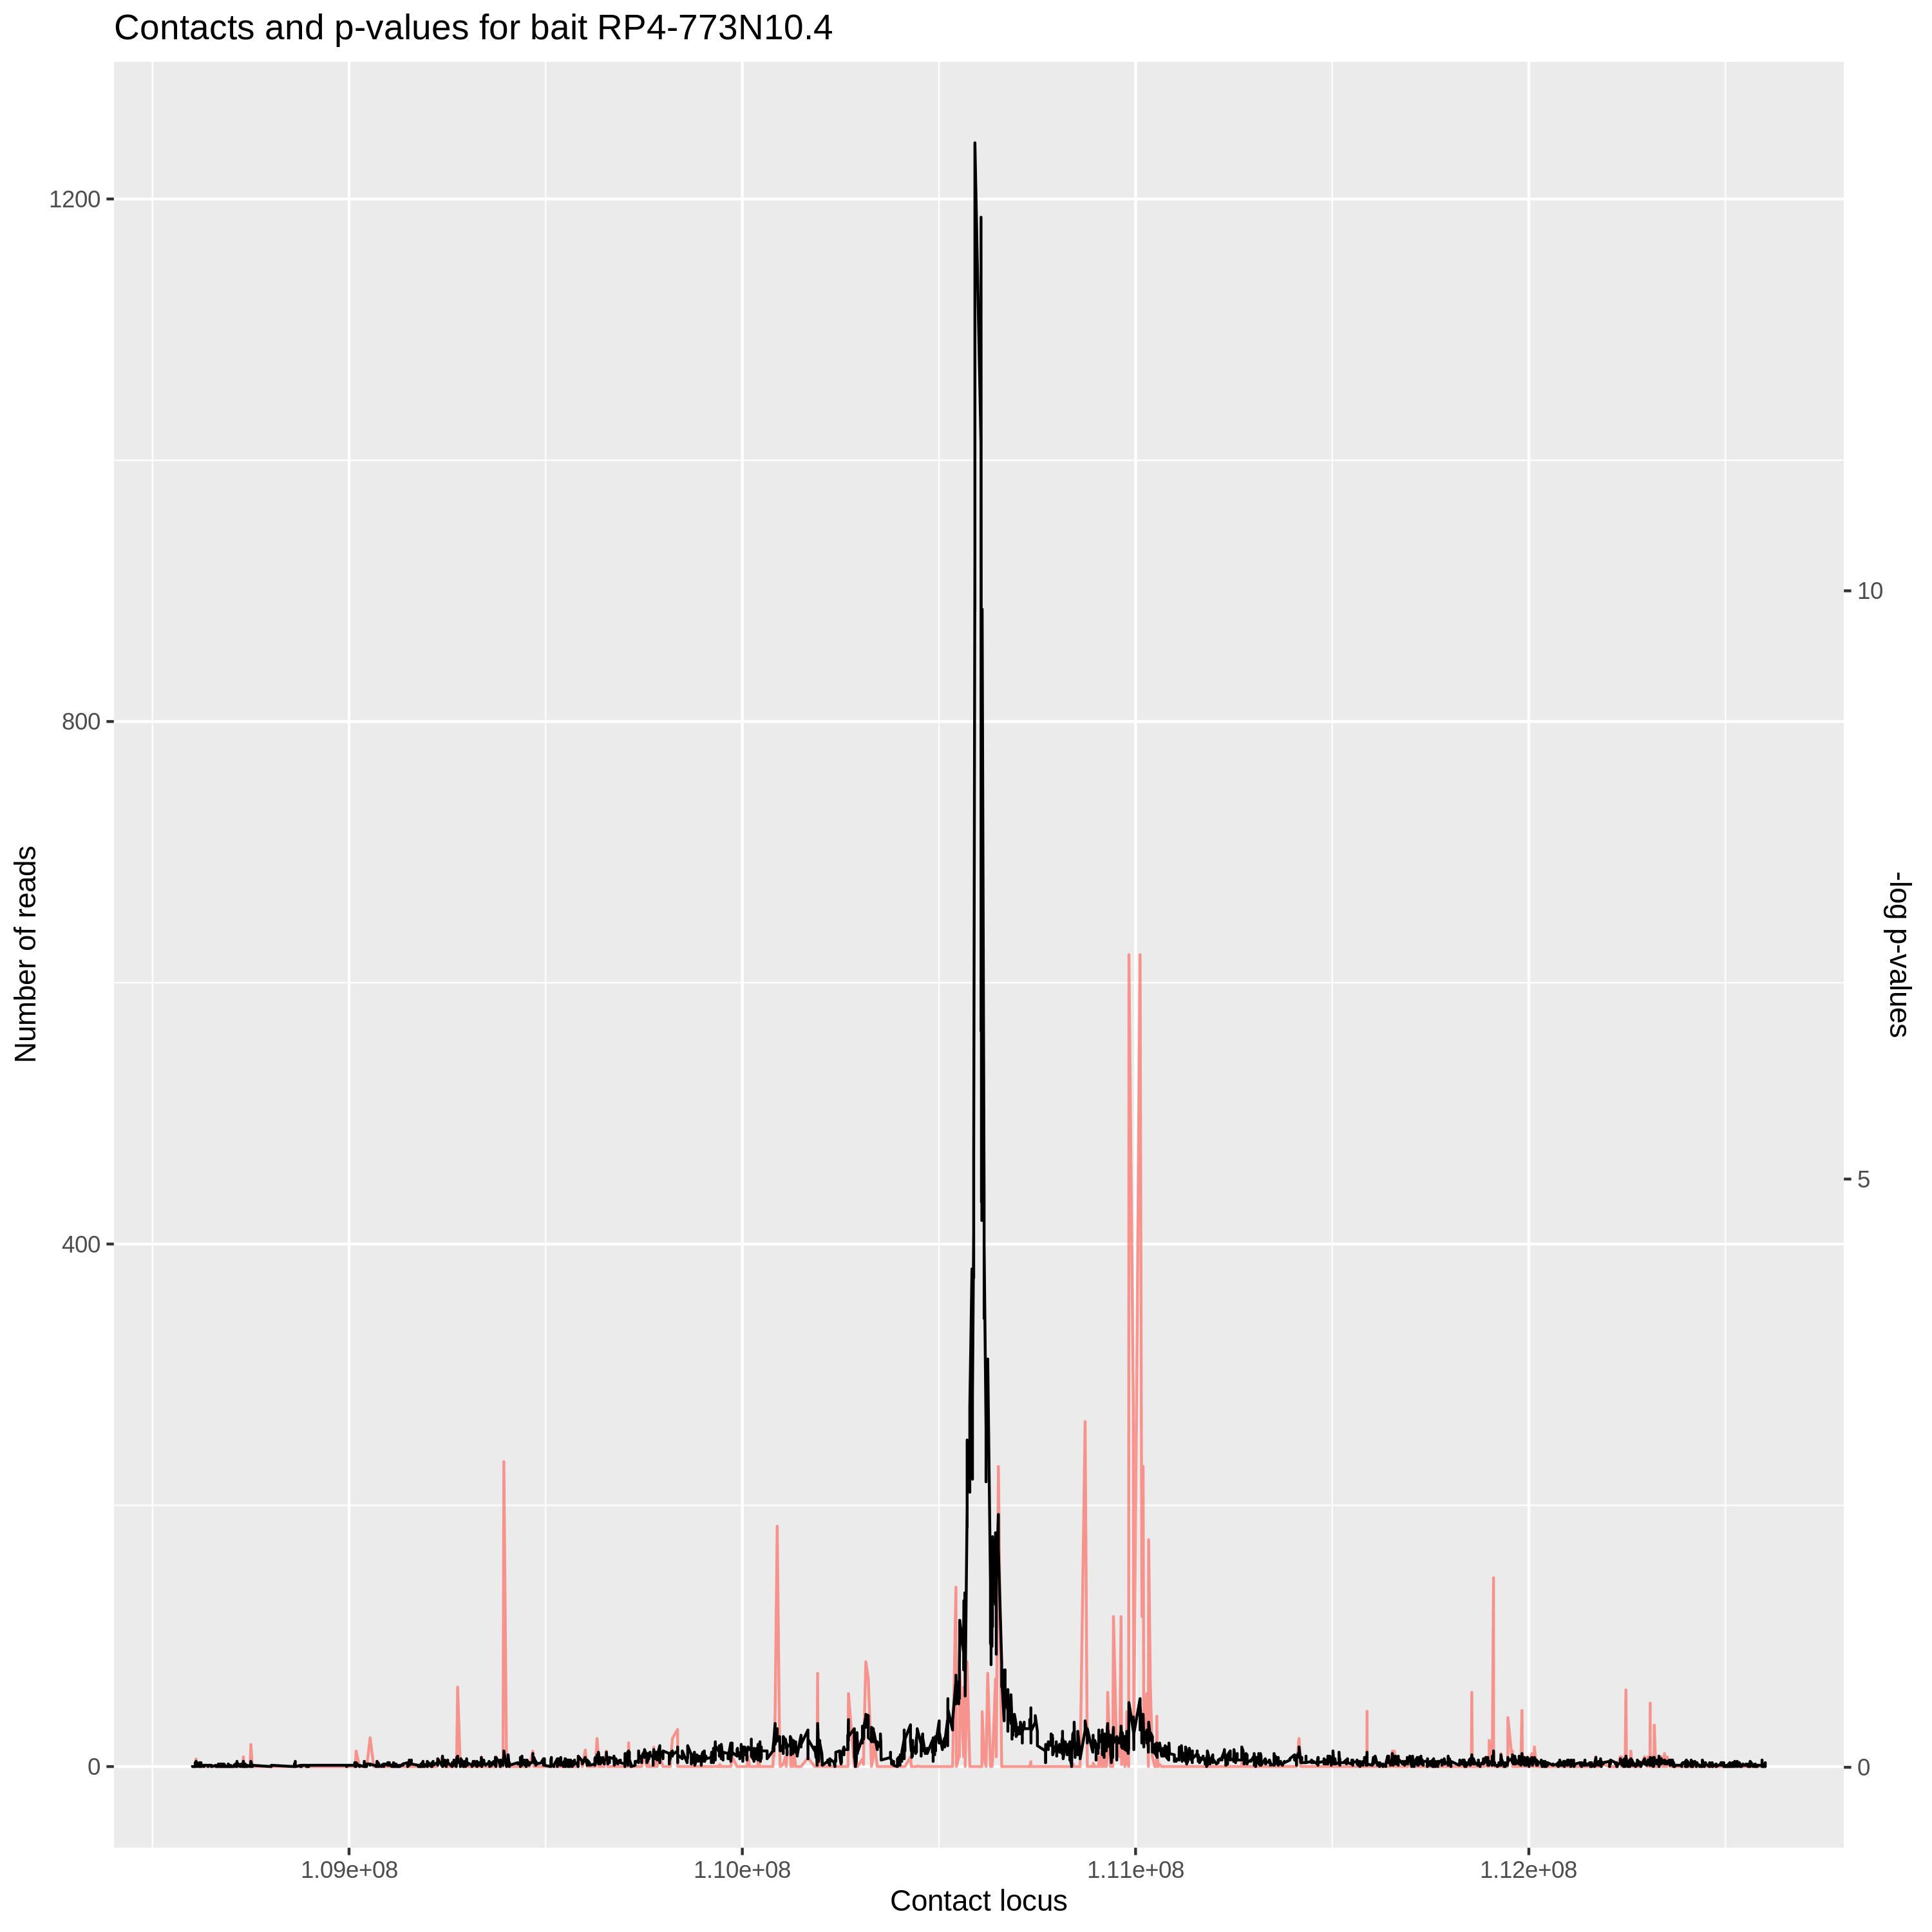 Contacts and p-values for bait RP4-773N10.4
1200
800
400
0
Number of reads
10
5
0
-log p-values
1.09e+08
1.10e+08
1.11e+08
1.12e+08
Contact locus